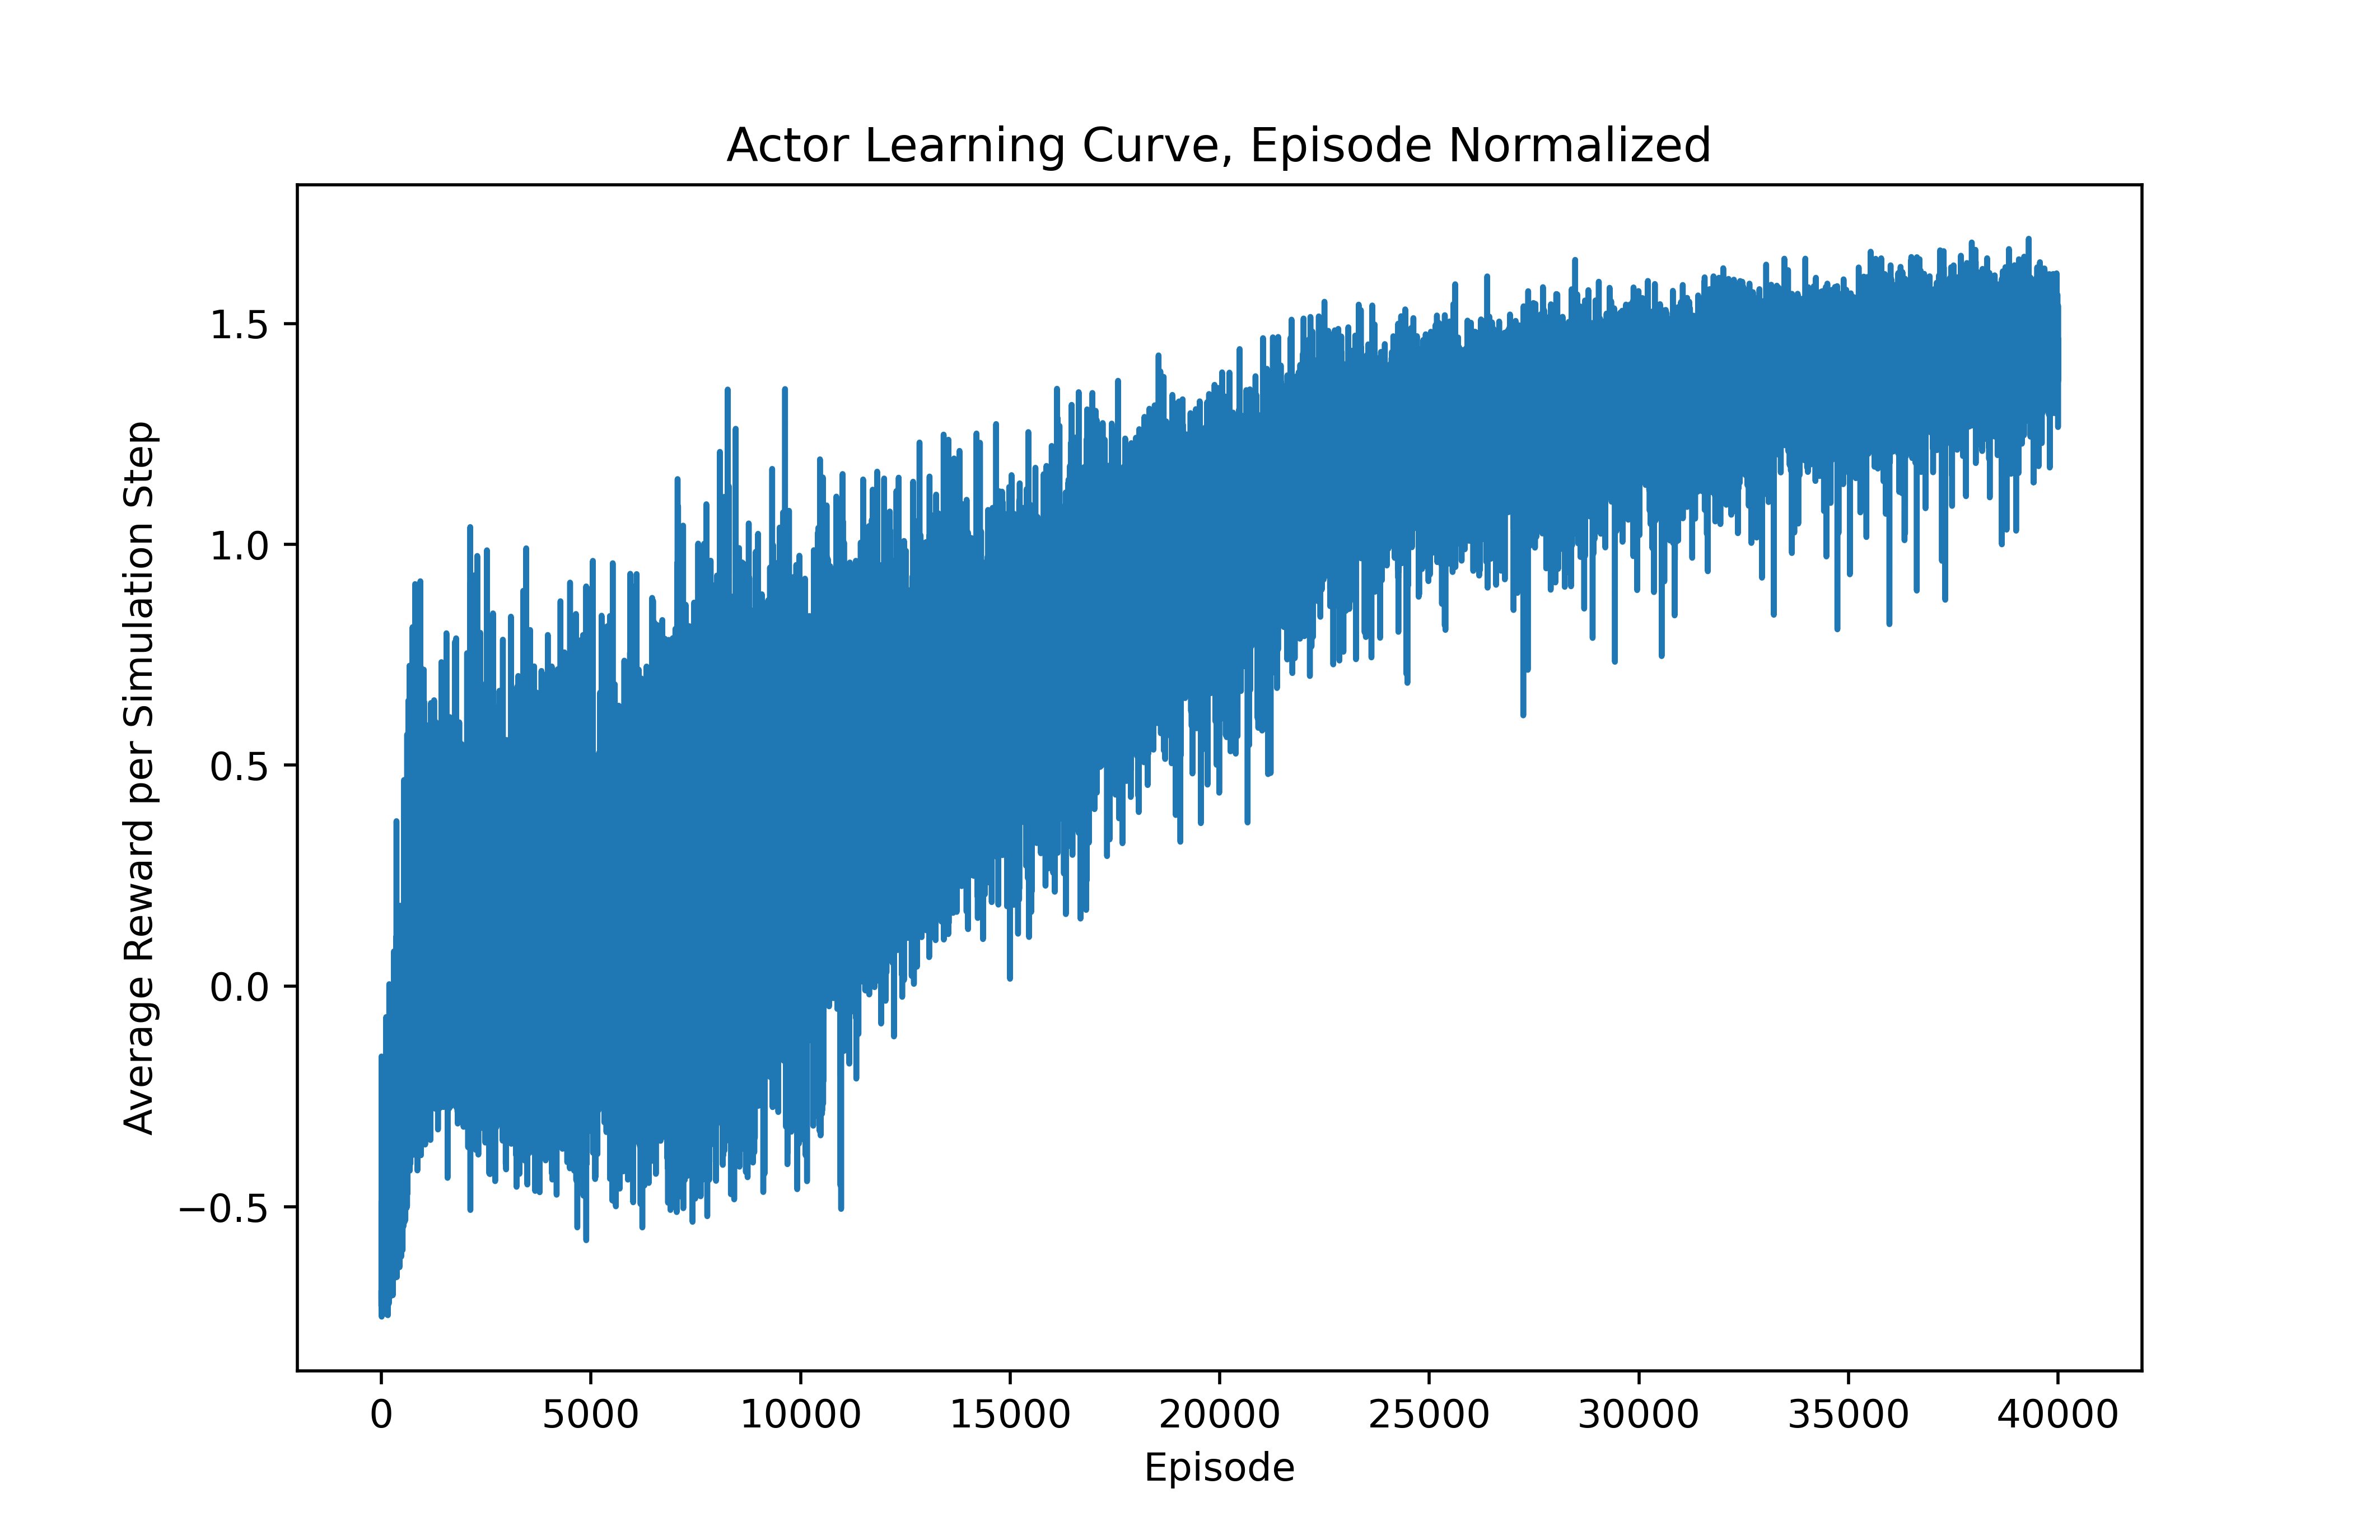 Actor Learning Curve, Episode Normalized
Average Reward per Simulation Step
1.5
1.0
0.5
0.0
−0.5
0 5000 10000 15000 20000 25000 30000 35000 40000
Episode